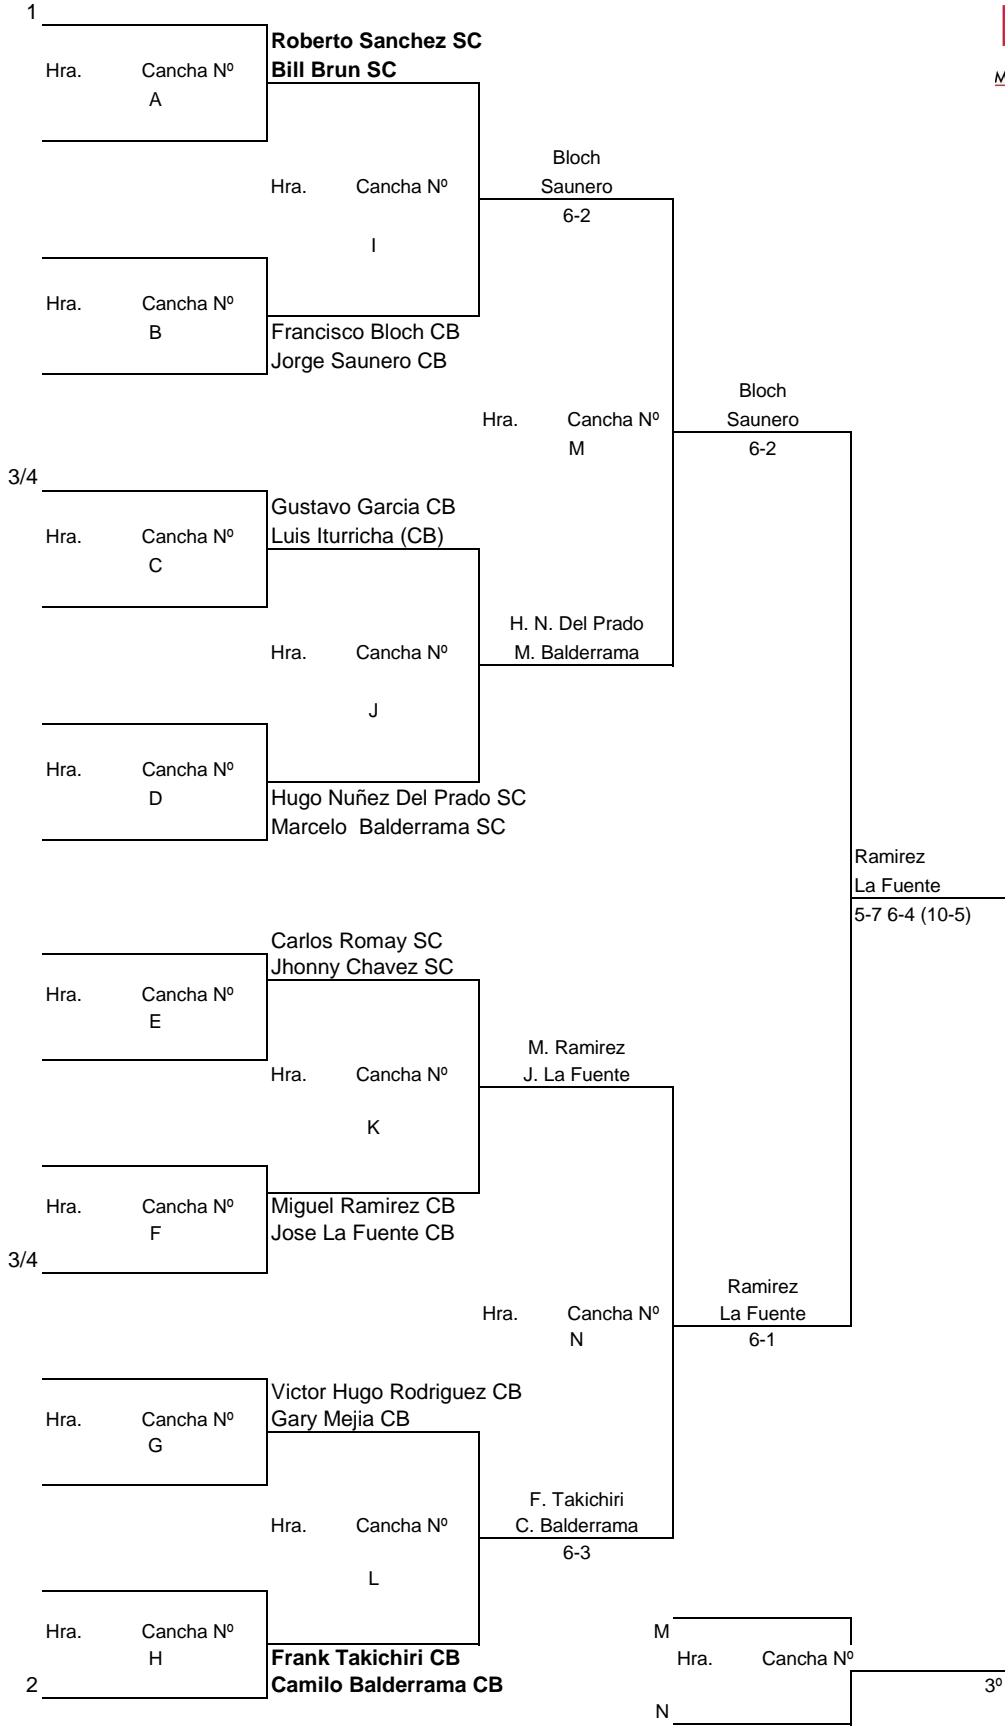 1
Roberto Sanchez SC
Hra. Cancha Nº Bill Brun SC
M
A
Bloch
Hra. Cancha Nº Saunero
6-2
I
Hra. Cancha Nº
B Francisco Bloch CB
Jorge Saunero CB
Bloch
Hra. Cancha Nº Saunero
M 6-2
3/4
Gustavo Garcia CB
Hra. Cancha Nº Luis Iturricha (CB)
C
H. N. Del Prado
Hra. Cancha Nº M. Balderrama
J
Hra. Cancha Nº
D Hugo Nuñez Del Prado SC
Marcelo Balderrama SC
Ramirez
La Fuente
5-7 6-4 (10-5)
Carlos Romay SC
Jhonny Chavez SC
Hra. Cancha Nº
E
M. Ramirez
Hra. Cancha Nº J. La Fuente
K
Hra. Cancha Nº Miguel Ramirez CB
F Jose La Fuente CB
3/4
Ramirez
Hra. Cancha Nº La Fuente
N 6-1
Victor Hugo Rodriguez CB
Hra. Cancha Nº Gary Mejia CB
G
F. Takichiri
Hra. Cancha Nº C. Balderrama
6-3
L
Hra. Cancha Nº M
H Frank Takichiri CB Hra. Cancha Nº
2 Camilo Balderrama CB 3º
N